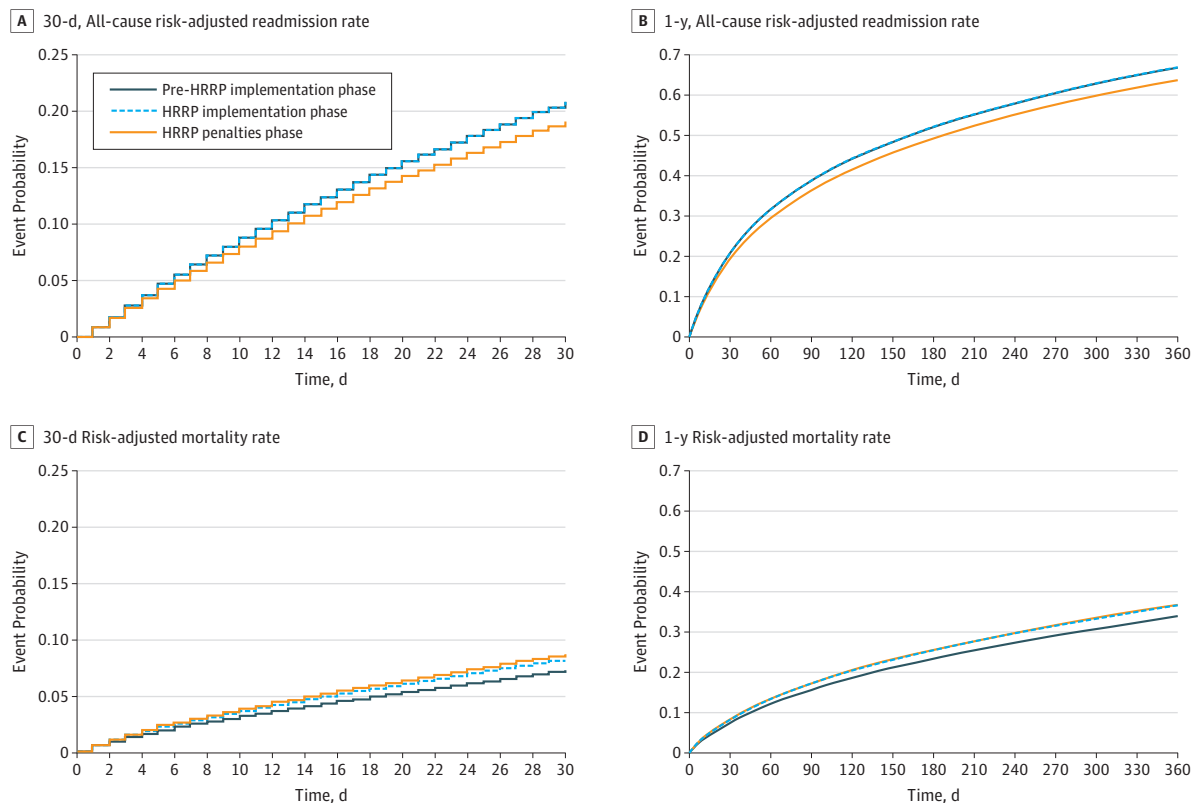 A 30-d, All-cause risk-adjusted readmission rate
0.25
0.20
0.15
0.10
0.05
0
Event Probability
Pre-HRRP implementation phase
HRRP implementation phase
HRRP penalties phase
0 2 4 6 8 10 12 14 16 18 20 22 24 26 28 30
Time, d
B 1-y, All-cause risk-adjusted readmission rate
0.7
0.6
0.5
0.4
0.3
0.2
0.1
0
Event Probability
0 30 60 90 120 150 180 210 240 270 300 330 360
Time, d
C 30-d Risk-adjusted mortality rate
0.25
0.20
0.15
0.10
0.05
0
Event Probability
0 2 4 6 8 10 12 14 16 18 20 22 24 26 28 30
Time, d
D 1-y Risk-adjusted mortality rate
0.7
0.6
0.5
0.4
0.3
0.2
0.1
0
Event Probability
0 30 60 90 120 150 180 210 240 270 300 330 360
Time, d